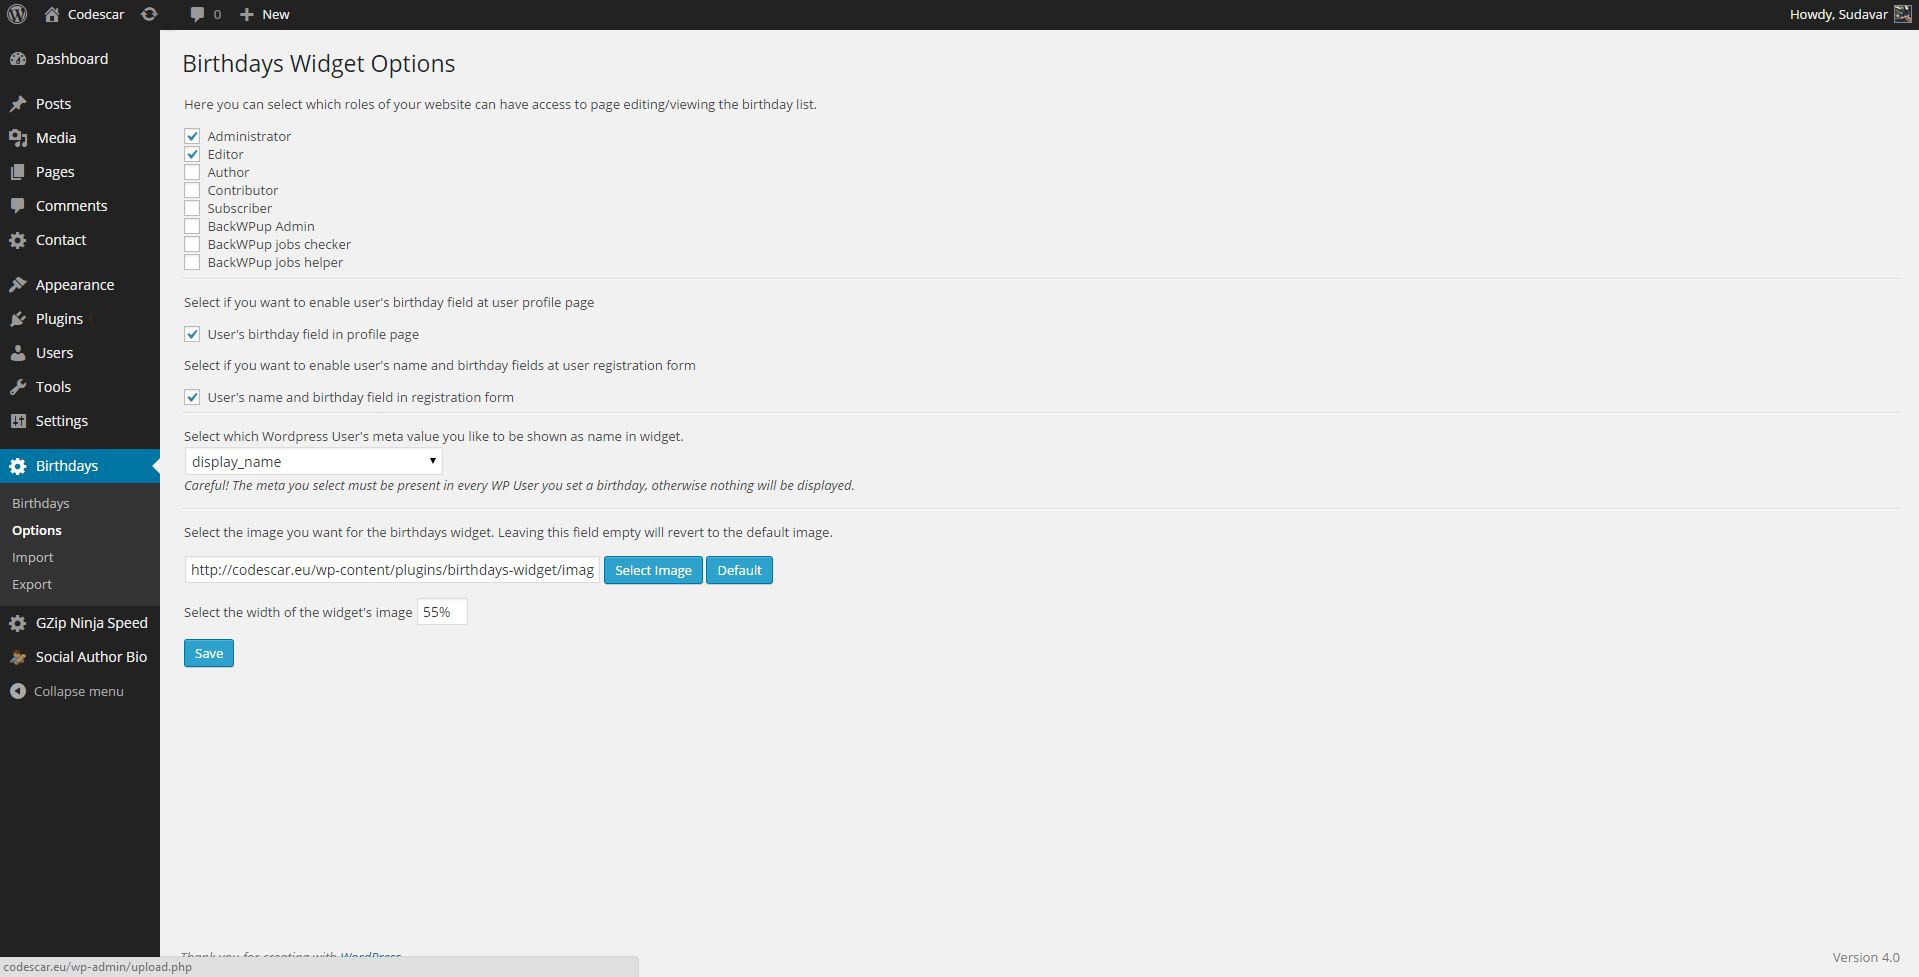 Codescar
0
New
Howdy, Sudavar
Dashboard
Posts
Media
Pages
Comments
Contact
Appearance
Plugins
Users
Tools
Settings
Birthdays
Birthdays
Options
Import
Export
GZip Ninja Speed
Social Author Bio
Collapse menu
Birthdays Widget Options
Here you can select which roles of your website can have access to page editing/viewing the birthday list.
Administrator
Editor
Author
Contributor
Subscriber
BackWPup Admin
BackWPup jobs checker
BackWPup jobs helper
Select if you want to enable user's birthday field at user profile page
User's birthday field in profile page
Select if you want to enable user's name and birthday fields at user registration form
User's name and birthday field in registration form
Select which Wordpress User's meta value you like to be shown as name in widget.
display_name
Careful! The meta you select must be present in every WP User you set a birthday, otherwise nothing will be displayed.
Select the image you want for the birthdays widget. Leaving this field empty will revert to the default image.
http://codescar.eu/wp-content/plugins/birthdays-widget/imag
Select Image
Default
Select the width of the widget's image
55%
Save
Thank you for creating with WordPress
Version 4.0
codescar.eu/wp-admin/upload.php